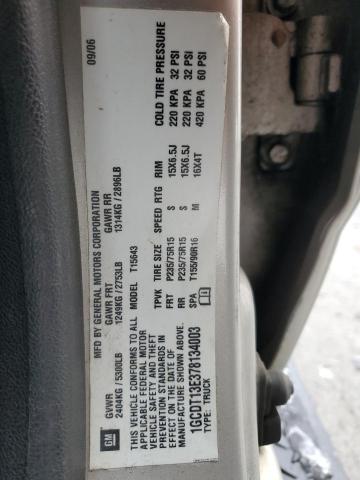 09/06
MFD BY GENERAL MOTORS CORPORATION
GM
GVWR GAWR FRT GAWR RR
2404KG / 5300LB 1249KG / 2753LB 1314KG / 2896LB
THIS VEHICLE CONFORMS TO ALL
APPLICABLE FEDERAL MOTOR
VEHICLE SAFETY AND THEFT
PREVENTION STANDARDS IN
EFFECT ON THE DATE OF
MANUFACTURE SHOWN ABOVE.
1GCDT13E378134003
TYPE: TRUCK
MODEL: T15643
TPVK TIRE SIZE SPEED RTG RIM COLD TIRE PRESSURE
FRT P235/75R15 S 15X6.5J 220 KPA 32 PSI
RR P235/75R15 S 15X6.5J 220 KPA 32 PSI
SPA T155/90R16 M 16X4T 420 KPA 60 PSI